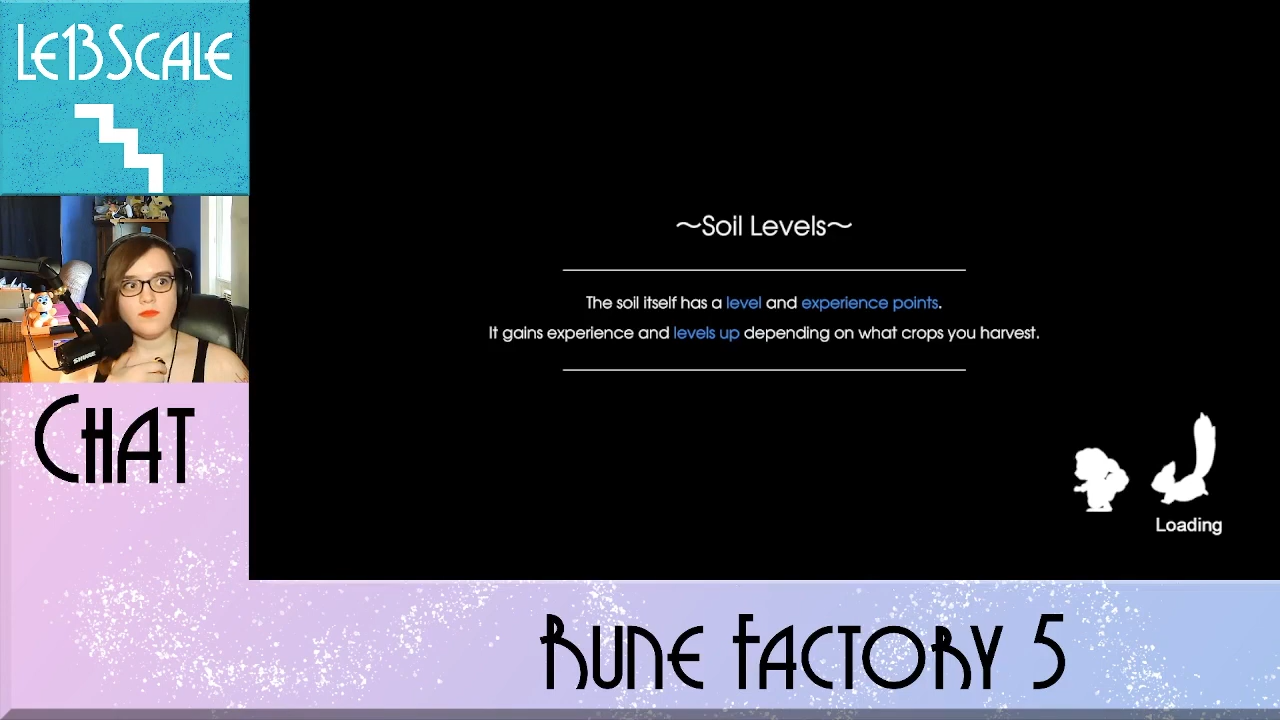 Le13Scale
SHURE
Chat
～Soil Levels～
The soil itself has a level and experience points.
It gains experience and levels up depending on what crops you harvest.
Loading
Rune Factory 5